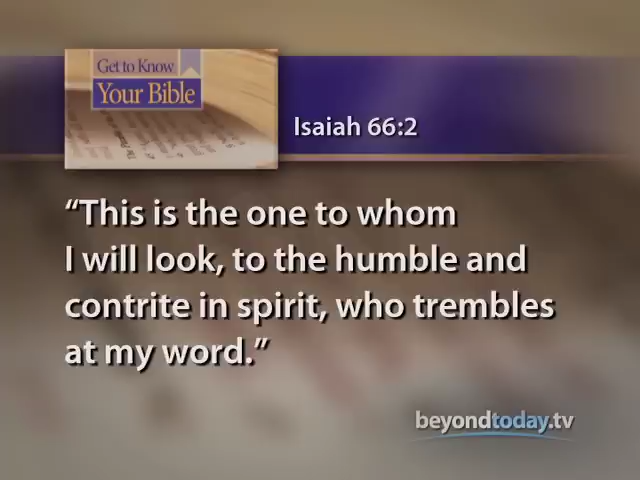 Get to Know
Your Bible
Isaiah 66:2
“This is the one to whom
I will look, to the humble and
contrite in spirit, who trembles
at my word.”
beyondtoday.tv